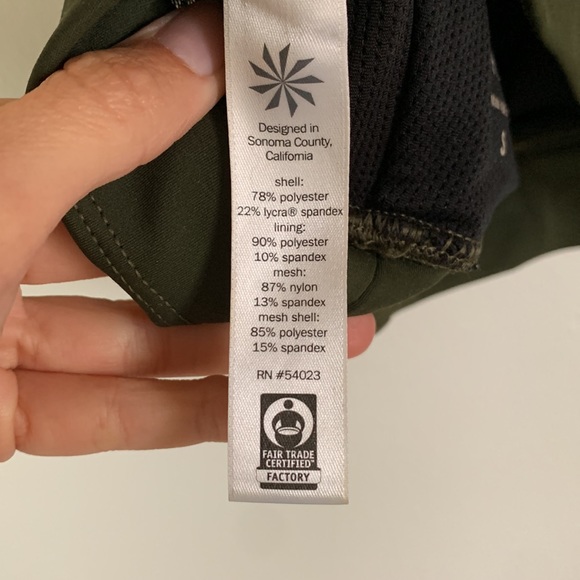 Designed in
Sonoma County,
California
shell:
78% polyester
22% lycra® spandex
lining:
90% polyester
10% spandex
mesh:
87% nylon
13% spandex
mesh shell:
85% polyester
15% spandex
RN #54023
FAIR TRADE
CERTIFIED™
FACTORY